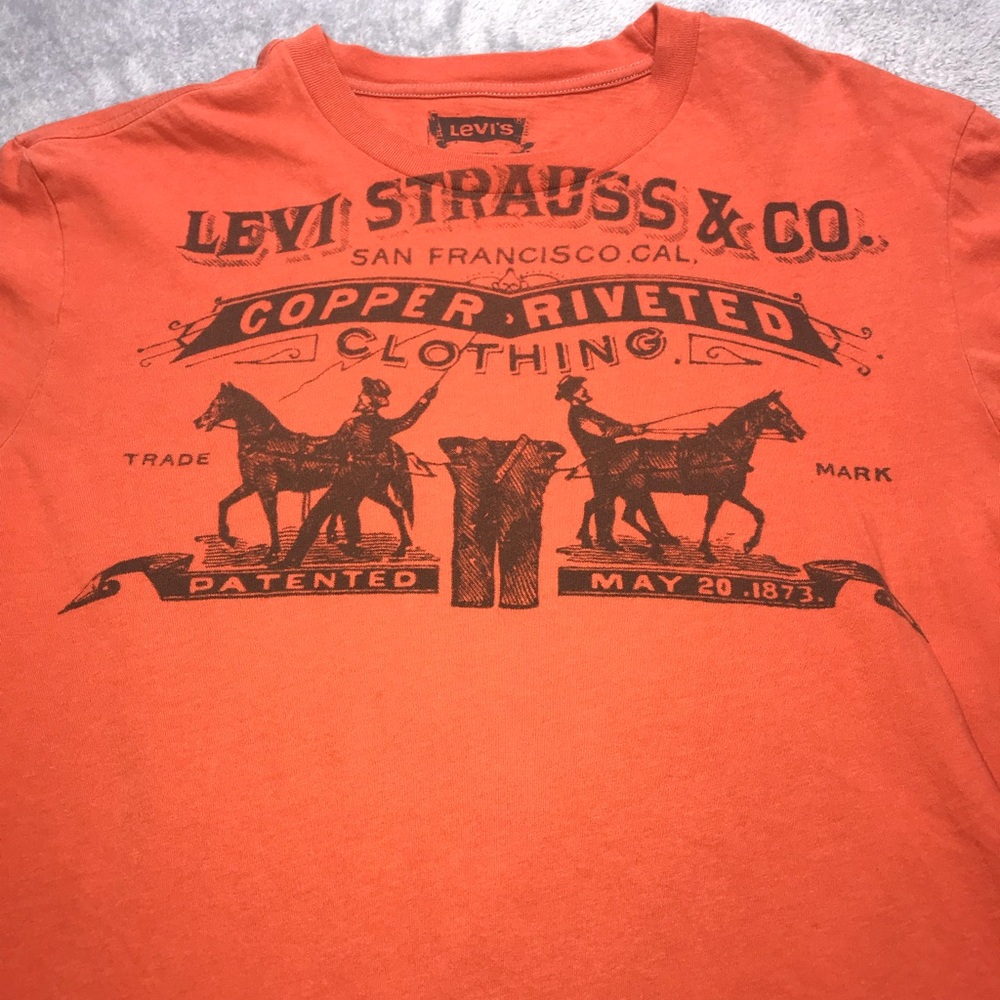 Levi's
LEVI STRAUSS & CO.
SAN FRANCISCO.CAL.
COPPER RIVETED
CLOTHING.
TRADE MARK
PATENTED MAY 20.1873.